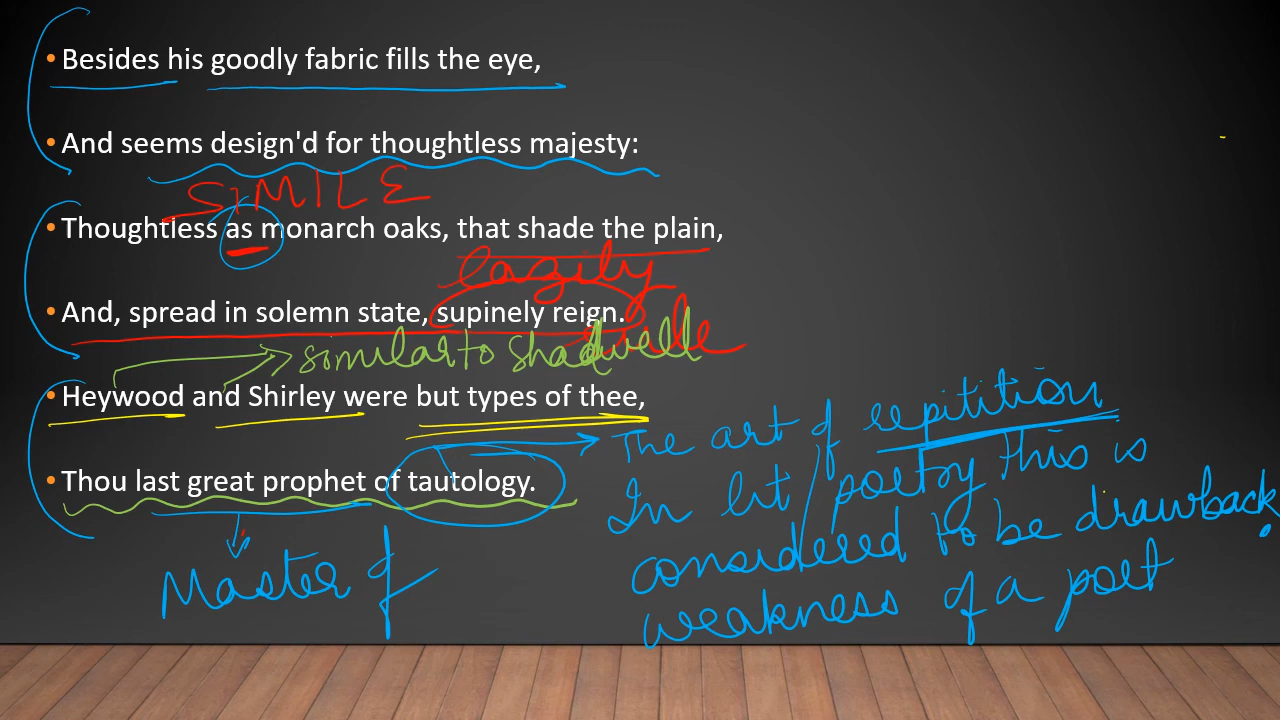 • Besides his goodly fabric fills the eye,
• And seems design'd for thoughtless majesty:
SIMILE
• Thoughtless as monarch oaks, that shade the plain,
lazily
• And, spread in solemn state, supinely reign.
rule
similar to Shadwell
• Heywood and Shirley were but types of thee,
• Thou last great prophet of tautology.
The art of repitition
In lit / poetry this is
considered to be drawback
weakness of a poet
Master of